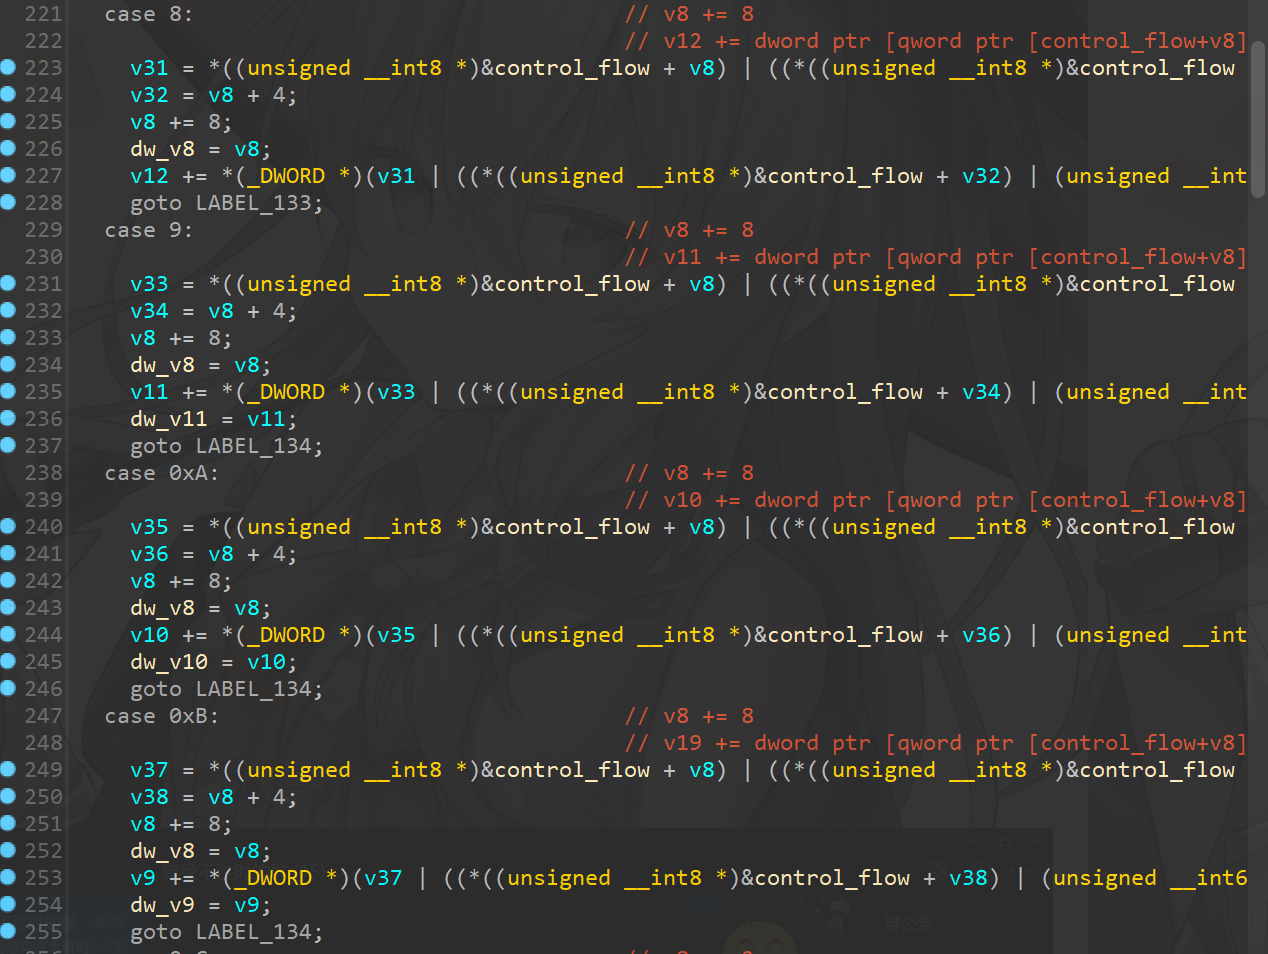 221 case 8: // v8 += 8
222 // v12 += dword ptr [qword ptr [control_flow+v8]
223 v31 = *((unsigned __int8 *)&control_flow + v8) | ((*((unsigned __int8 *)&control_flow
224 v32 = v8 + 4;
225 v8 += 8;
226 dw_v8 = v8;
227 v12 += *(_DWORD *)(v31 | ((*((unsigned __int8 *)&control_flow + v32) | (unsigned __int
228 goto LABEL_133;
229 case 9: // v8 += 8
230 // v11 += dword ptr [qword ptr [control_flow+v8]
231 v33 = *((unsigned __int8 *)&control_flow + v8) | ((*((unsigned __int8 *)&control_flow
232 v34 = v8 + 4;
233 v8 += 8;
234 dw_v8 = v8;
235 v11 += *(_DWORD *)(v33 | ((*((unsigned __int8 *)&control_flow + v34) | (unsigned __int
236 dw_v11 = v11;
237 goto LABEL_134;
238 case 0xA: // v8 += 8
239 // v10 += dword ptr [qword ptr [control_flow+v8]
240 v35 = *((unsigned __int8 *)&control_flow + v8) | ((*((unsigned __int8 *)&control_flow
241 v36 = v8 + 4;
242 v8 += 8;
243 dw_v8 = v8;
244 v10 += *(_DWORD *)(v35 | ((*((unsigned __int8 *)&control_flow + v36) | (unsigned __int
245 dw_v10 = v10;
246 goto LABEL_134;
247 case 0xB: // v8 += 8
248 // v19 += dword ptr [qword ptr [control_flow+v8]
249 v37 = *((unsigned __int8 *)&control_flow + v8) | ((*((unsigned __int8 *)&control_flow
250 v38 = v8 + 4;
251 v8 += 8;
252 dw_v8 = v8;
253 v9 += *(_DWORD *)(v37 | ((*((unsigned __int8 *)&control_flow + v38) | (unsigned __int6
254 dw_v9 = v9;
255 goto LABEL_134;
群公告